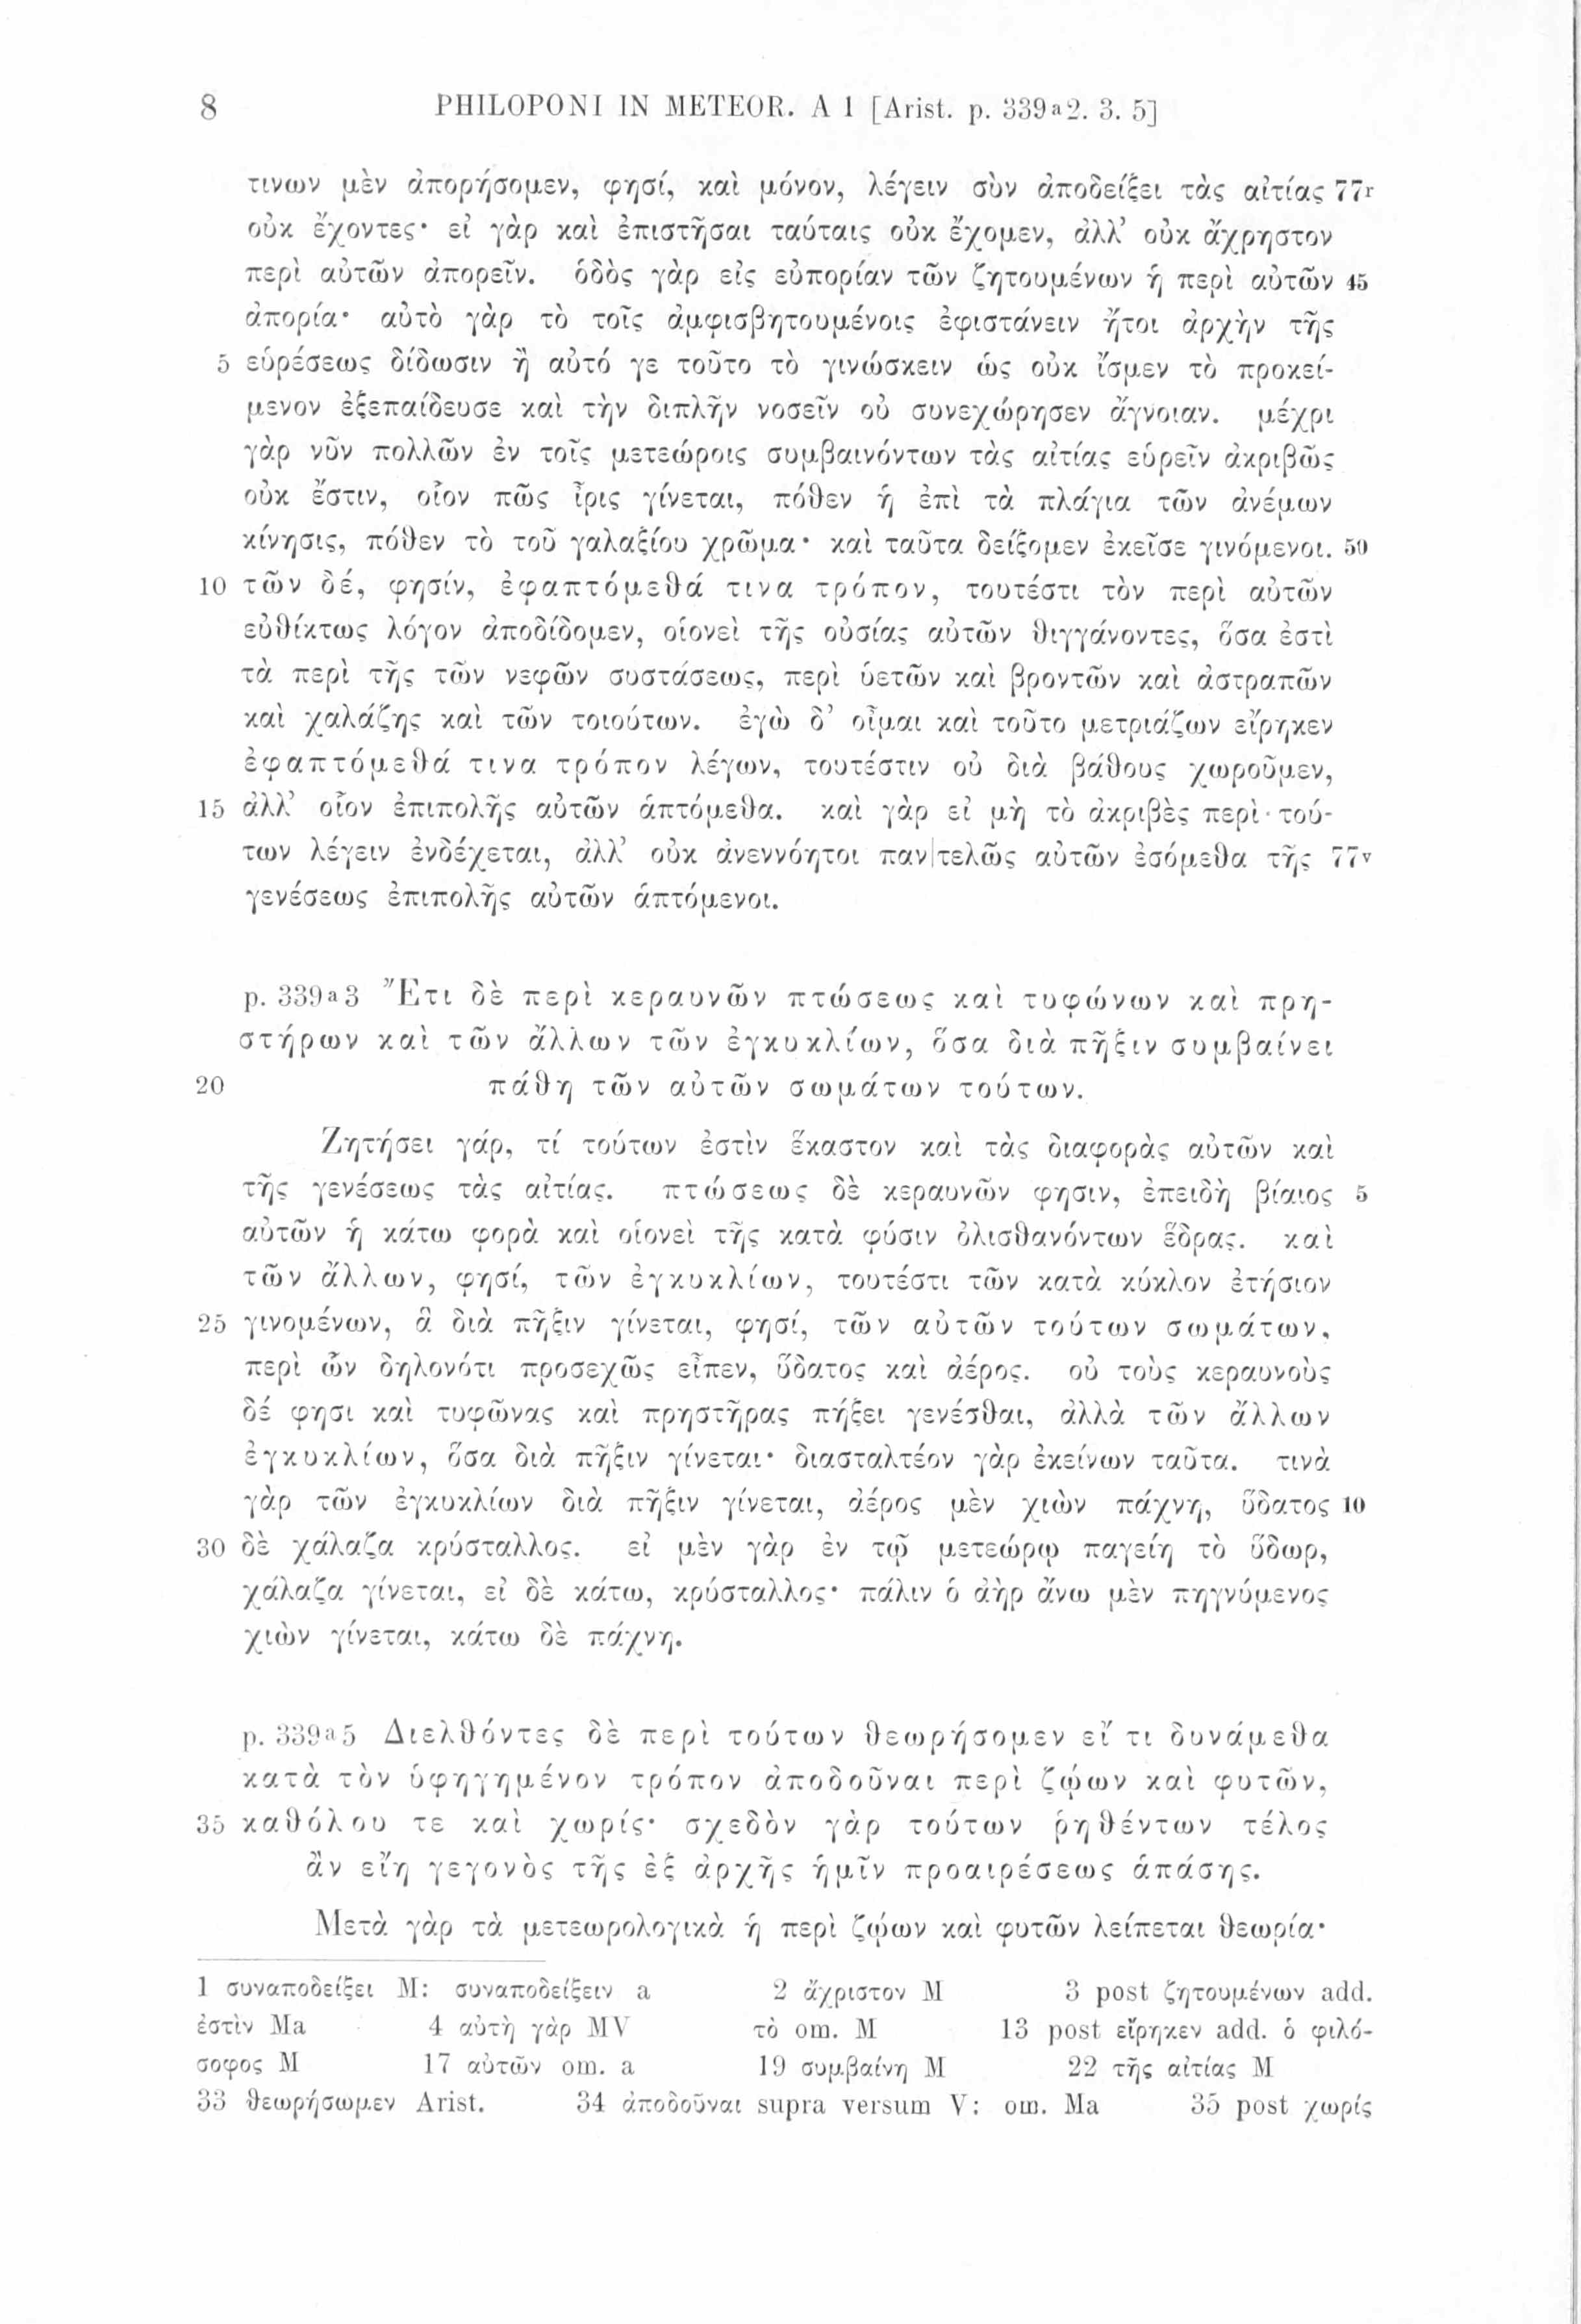 8 PHILOPONI IN METEOR. A 1 [Arist. p. 339a2. 3. 5]
τινων μὲν ἀπορήσομεν, φησί, καὶ μόνον, λέγειν σὺν ἀποδείξει τὰς αἰτίας 77r
οὐκ ἔχοντες· εἰ γὰρ καὶ ἐπιστῆσαι ταύταις οὐκ ἔχομεν, ἀλλ’ οὐκ ἄχρηστον
περὶ αὐτῶν ἀπορεῖν. ὁδὸς γὰρ εἰς εὐπορίαν τῶν ζητουμένων ἡ περὶ αὐτῶν 45
ἀπορία· αὐτὸ γὰρ τὸ τοῖς ἀμφισβητουμένοις ἐφιστάνειν ἤτοι ἀρχὴν τῆς
5 εὑρέσεως δίδωσιν ἢ αὐτό γε τοῦτο τὸ γινώσκειν ὡς οὐκ ἴσμεν τὸ προκεί-
μενον ἐξεπαίδευσε καὶ τὴν διπλῆν νοσεῖν οὐ συνεχώρησεν ἄγνοιαν. μέχρι
γὰρ νῦν πολλῶν ἐν τοῖς μετεώροις συμβαινόντων τὰς αἰτίας εὑρεῖν ἀκριβῶς
οὐκ ἔστιν, οἷον πῶς ἶρις γίνεται, πόθεν ἡ ἐπὶ τὰ πλάγια τῶν ἀνέμων
κίνησις, πόθεν τὸ τοῦ γαλαξίου χρῶμα· καὶ ταῦτα δείξομεν ἐκεῖσε γινόμενοι. 50
10 τῶν δέ, φησίν, ἐφαπτόμεθά τινα τρόπον, τουτέστι τὸν περὶ αὐτῶν
εὐθίκτως λόγον ἀποδίδομεν, οἱονεὶ τῆς οὐσίας αὐτῶν θιγγάνοντες, ὅσα ἐστὶ
τὰ περὶ τῆς τῶν νεφῶν συστάσεως, περὶ ὑετῶν καὶ βροντῶν καὶ ἀστραπῶν
καὶ χαλάζης καὶ τῶν τοιούτων. ἐγὼ δ’ οἶμαι καὶ τοῦτο μετριάζων εἴρηκεν
ἐφαπτόμεθά τινα τρόπον λέγων, τουτέστιν οὐ διὰ βάθους χωροῦμεν,
15 ἀλλ’ οἷον ἐπιπολῆς αὐτῶν ἁπτόμεθα. καὶ γὰρ εἰ μὴ τὸ ἀκριβὲς περὶ τού-
των λέγειν ἐνδέχεται, ἀλλ’ οὐκ ἀνεννόητοι παν|τελῶς αὐτῶν ἐσόμεθα τῆς 77v
γενέσεως ἐπιπολῆς αὐτῶν ἁπτόμενοι.
p. 339a3 Ἔτι δὲ περὶ κεραυνῶν πτώσεως καὶ τυφώνων καὶ πρη-
στήρων καὶ τῶν ἄλλων τῶν ἐγκυκλίων, ὅσα διὰ πῆξιν συμβαίνει
20 πάθη τῶν αὐτῶν σωμάτων τούτων.
Ζητήσει γάρ, τί τούτων ἐστὶν ἕκαστον καὶ τὰς διαφορὰς αὐτῶν καὶ
τῆς γενέσεως τὰς αἰτίας. πτώσεως δὲ κεραυνῶν φησιν, ἐπειδὴ βίαιος 5
αὐτῶν ἡ κάτω φορὰ καὶ οἱονεὶ τῆς κατὰ φύσιν ὀλισθανόντων ἕδρας. καὶ
τῶν ἄλλων, φησί, τῶν ἐγκυκλίων, τουτέστι τῶν κατὰ κύκλον ἐτήσιον
25 γινομένων, ἃ διὰ πῆξιν γίνεται, φησί, τῶν αὐτῶν τούτων σωμάτων,
περὶ ὧν δηλονότι προσεχῶς εἶπεν, ὕδατος καὶ ἀέρος. οὐ τοὺς κεραυνοὺς
δέ φησι καὶ τυφῶνας καὶ πρηστῆρας πήξει γενέσθαι, ἀλλὰ τῶν ἄλλων
ἐγκυκλίων, ὅσα διὰ πῆξιν γίνεται· διασταλτέον γὰρ ἐκείνων ταῦτα. τινὰ
γὰρ τῶν ἐγκυκλίων διὰ πῆξιν γίνεται, ἀέρος μὲν χιὼν πάχνη, ὕδατος 10
30 δὲ χάλαζα κρύσταλλος. εἰ μὲν γὰρ ἐν τῷ μετεώρῳ παγείη τὸ ὕδωρ,
χάλαζα γίνεται, εἰ δὲ κάτω, κρύσταλλος· πάλιν ὁ ἀὴρ ἄνω μὲν πηγνύμενος
χιὼν γίνεται, κάτω δὲ πάχνη.
p. 339a5 Διελθόντες δὲ περὶ τούτων θεωρήσομεν εἴ τι δυνάμεθα
κατὰ τὸν ὑφηγημένον τρόπον ἀποδοῦναι περὶ ζῴων καὶ φυτῶν,
35 καθόλου τε καὶ χωρίς· σχεδὸν γὰρ τούτων ῥηθέντων τέλος
ἂν εἴη γεγονὸς τῆς ἐξ ἀρχῆς ἡμῖν προαιρέσεως ἁπάσης.
Μετὰ γὰρ τὰ μετεωρολογικὰ ἡ περὶ ζῴων καὶ φυτῶν λείπεται θεωρία·
1 συναποδείξει M: συναποδείξειν a 2 ἄχριστον M 3 post ζητουμένων add.
ἐστὶν Ma 4 αὐτὴ γὰρ MV τὸ om. M 13 post εἴρηκεν add. ὁ φιλό-
σοφος M 17 αὐτῶν om. a 19 συμβαίνη M 22 τῆς αἰτίας M
33 θεωρήσωμεν Arist. 34 ἀποδοῦναι supra versum V: om. Ma 35 post χωρίς